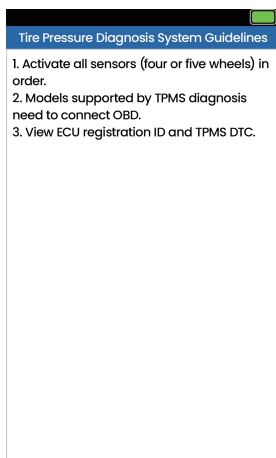 Tire Pressure Diagnosis System Guidelines
1. Activate all sensors (four or five wheels) in
order.
2. Models supported by TPMS diagnosis
need to connect OBD.
3. View ECU registration ID and TPMS DTC.